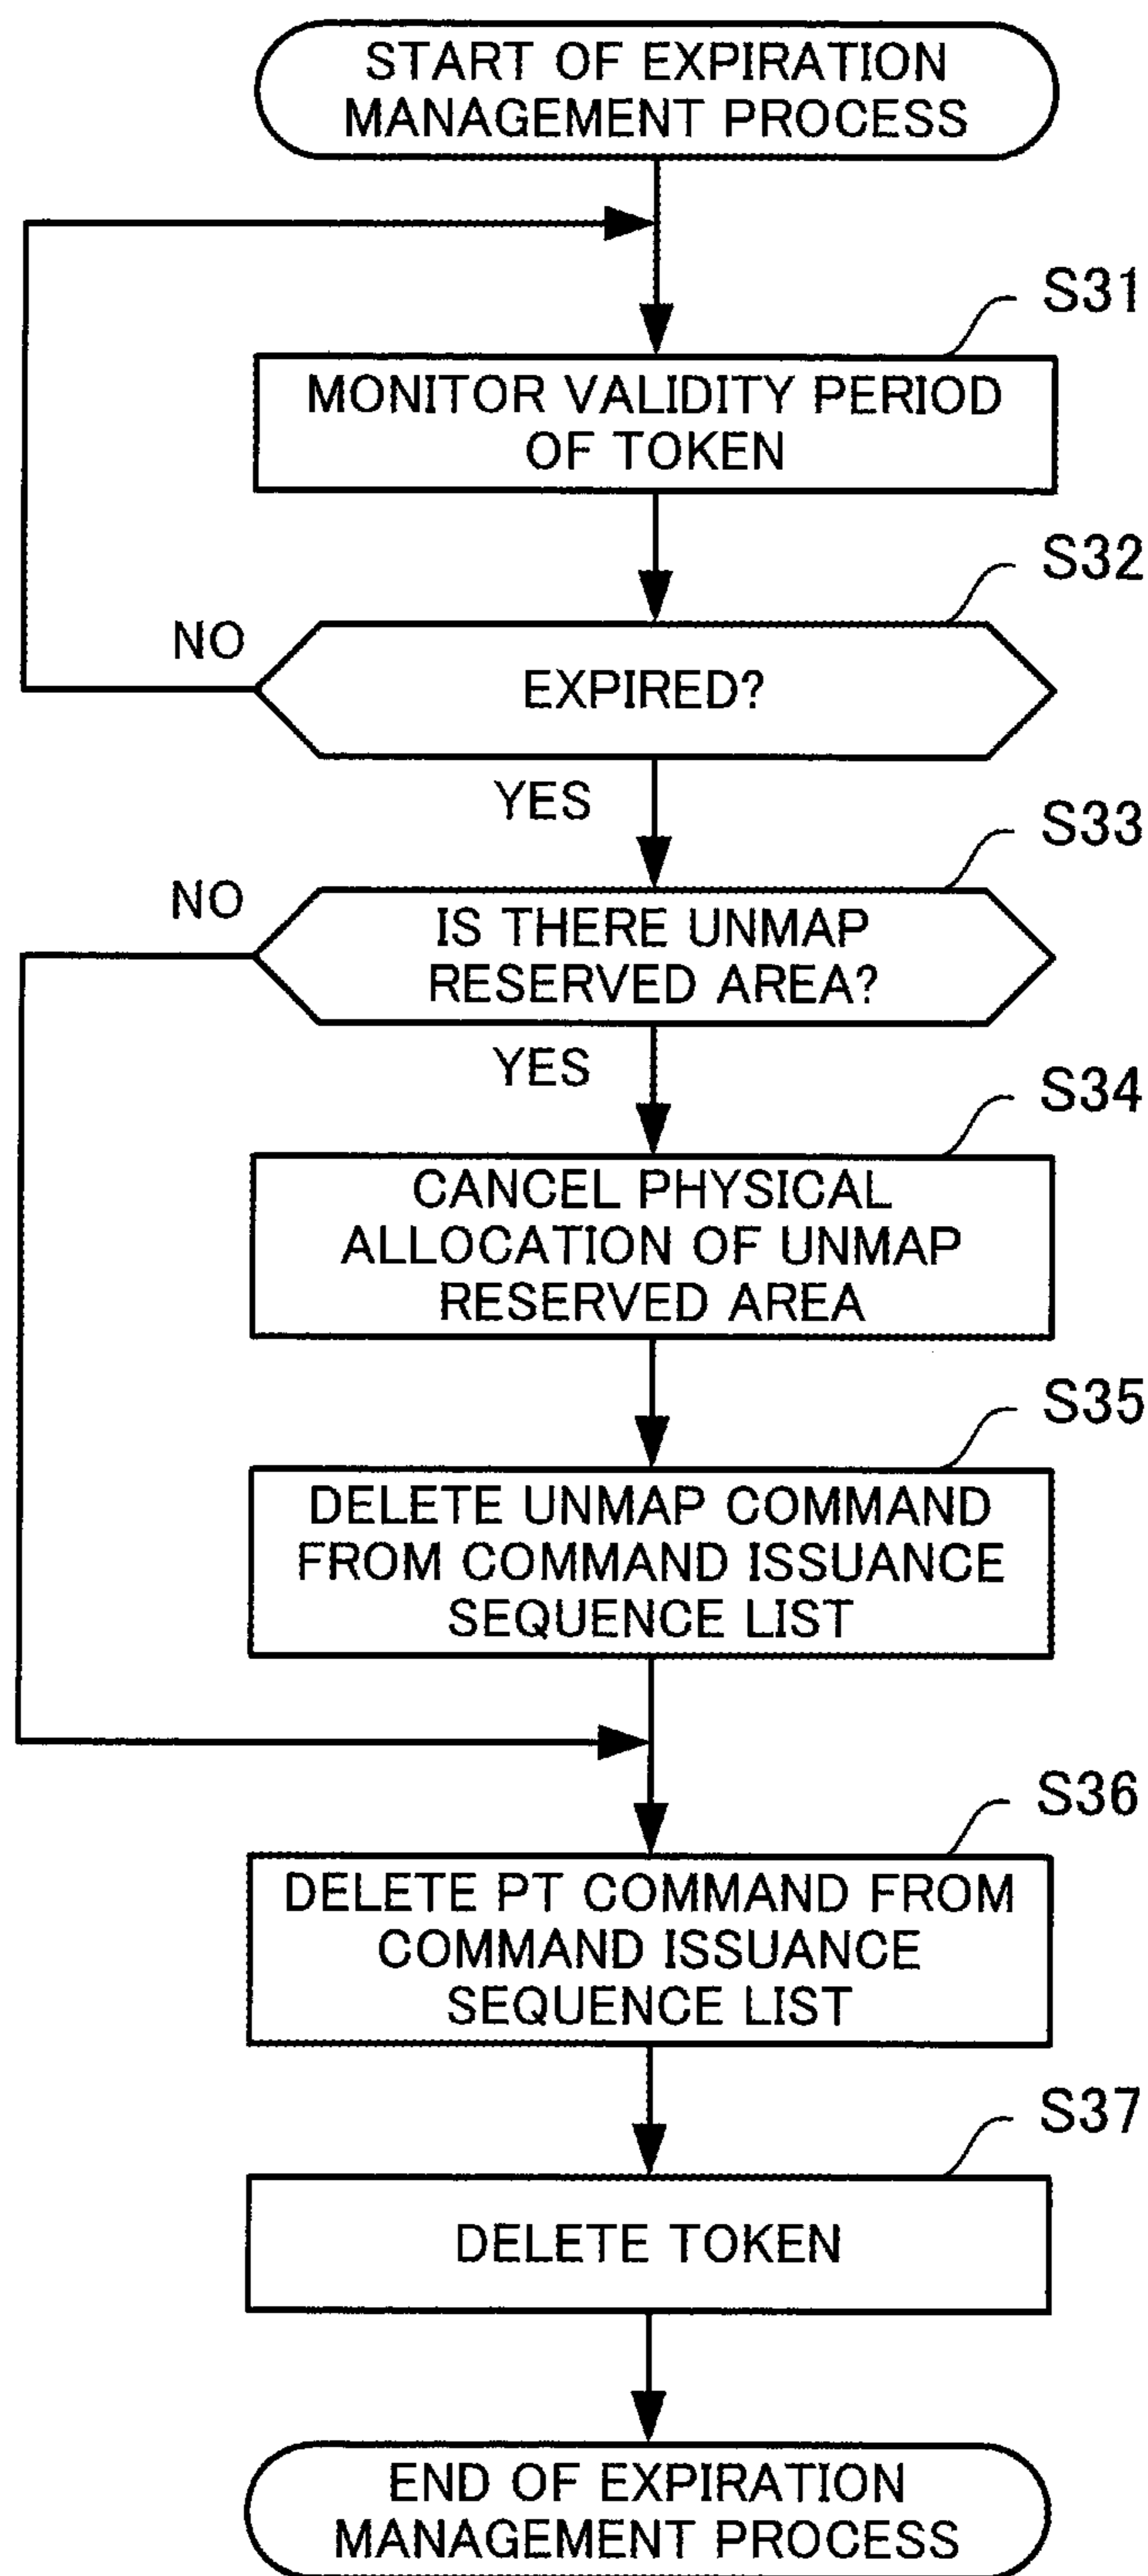 START OF EXPIRATION
MANAGEMENT PROCESS
S31
MONITOR VALIDITY PERIOD
OF TOKEN
S32
NO
EXPIRED?
YES
S33
NO
IS THERE UNMAP
RESERVED AREA?
YES
S34
CANCEL PHYSICAL
ALLOCATION OF UNMAP
RESERVED AREA
S35
DELETE UNMAP COMMAND
FROM COMMAND ISSUANCE
SEQUENCE LIST
S36
DELETE PT COMMAND FROM
COMMAND ISSUANCE
SEQUENCE LIST
S37
DELETE TOKEN
END OF EXPIRATION
MANAGEMENT PROCESS